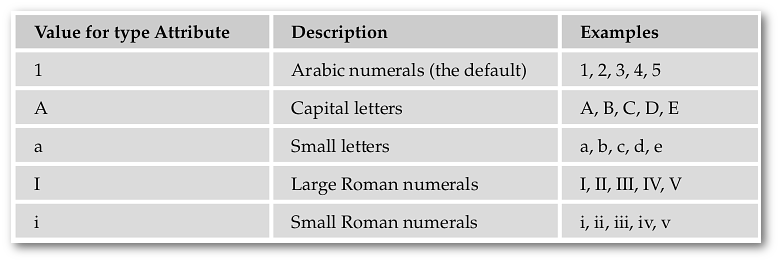 Value for type Attribute Description Examples
1 Arabic numerals (the default) 1, 2, 3, 4, 5
A Capital letters A, B, C, D, E
a Small letters a, b, c, d, e
I Large Roman numerals I, II, III, IV, V
i Small Roman numerals i, ii, iii, iv, v